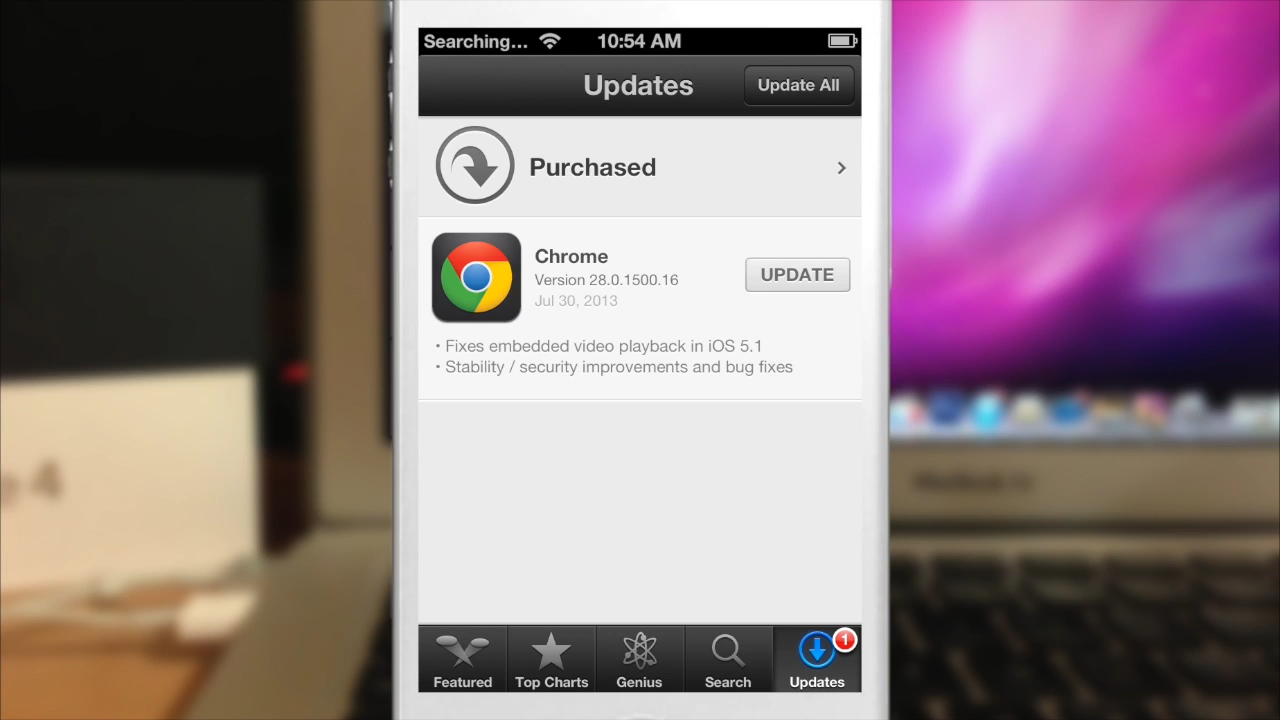 Searching... 10:54 AM
Updates
Update All
Purchased
Chrome
Version 28.0.1500.16
Jul 30, 2013
UPDATE
• Fixes embedded video playback in iOS 5.1
• Stability / security improvements and bug fixes
1
Featured
Top Charts
Genius
Search
Updates
4